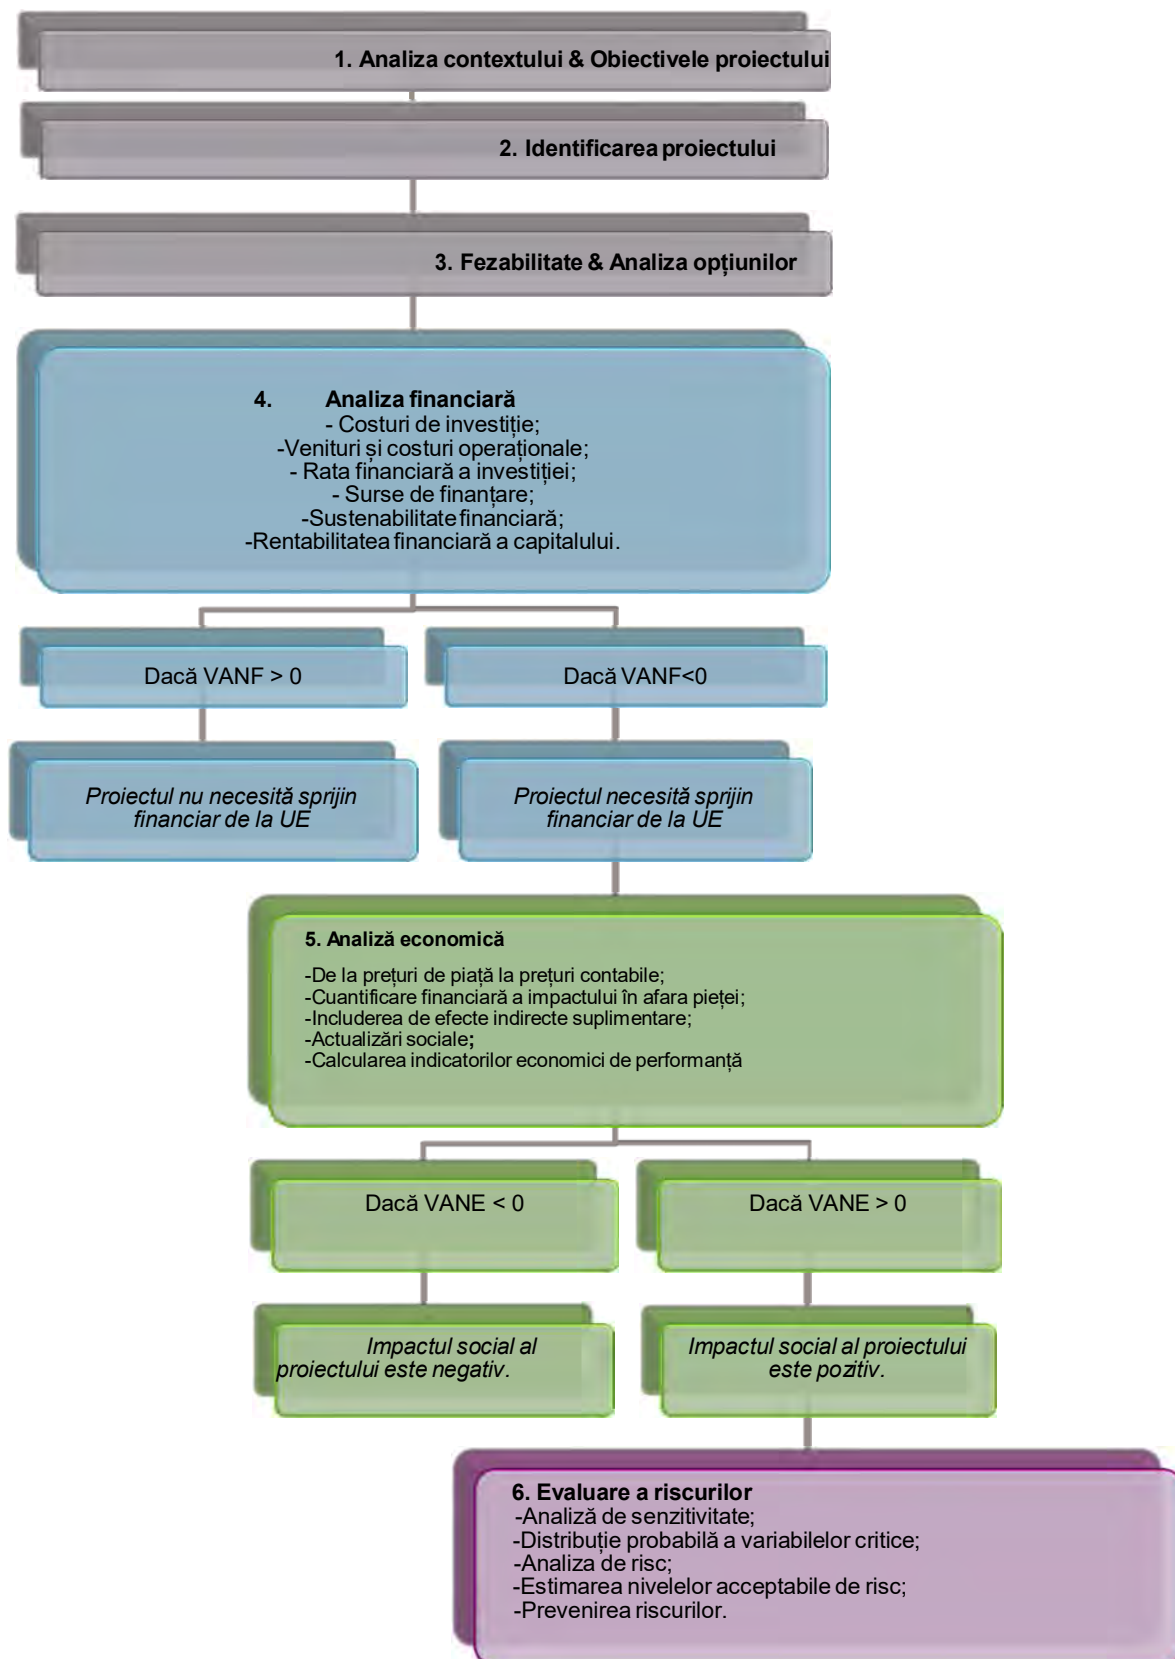 1. Analiza contextului & Obiectivele proiectului
2. Identificarea proiectului
3. Fezabilitate & Analiza opțiunilor
4. Analiza financiară
- Costuri de investiție;
-Venituri și costuri operaționale;
- Rata financiară a investiției;
- Surse de finanțare;
-Sustenabilitate financiară;
-Rentabilitatea financiară a capitalului.
Dacă VANF > 0
Dacă VANF<0
Proiectul nu necesită sprijin
financiar de la UE
Proiectul necesită sprijin
financiar de la UE
5. Analiză economică
-De la prețuri de piață la prețuri contabile;
-Cuantificare financiară a impactului în afara pieței;
-Includerea de efecte indirecte suplimentare;
-Actualizări sociale;
-Calcularea indicatorilor economici de performanță
Dacă VANE < 0
Dacă VANE > 0
Impactul social al
proiectului este negativ.
Impactul social al proiectului
este pozitiv.
6. Evaluare a riscurilor
-Analiză de senzitivitate;
-Distribuție probabilă a variabilelor critice;
-Analiza de risc;
-Estimarea nivelelor acceptabile de risc;
-Prevenirea riscurilor.